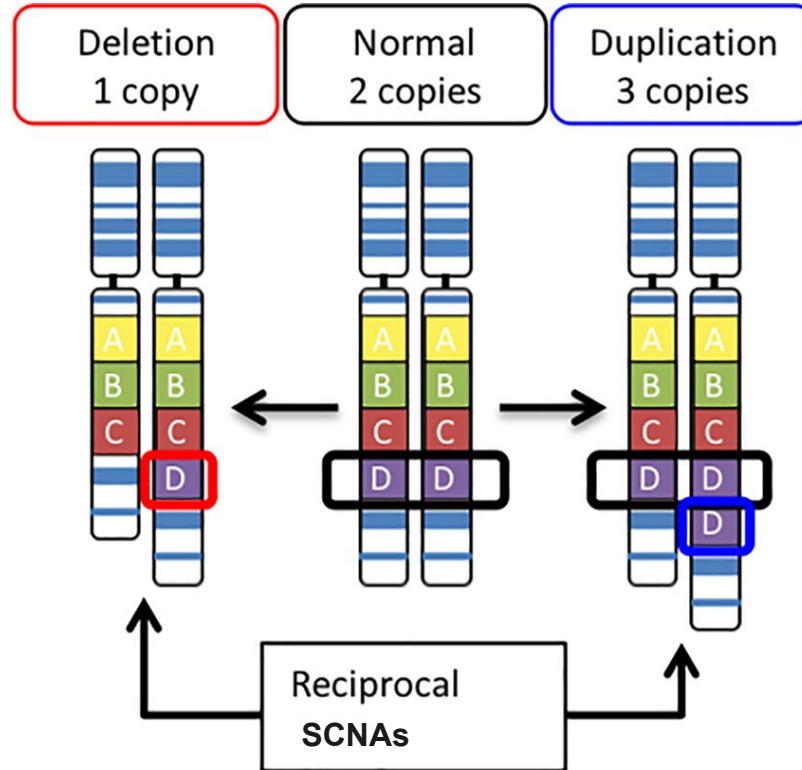 Deletion
1 copy
Normal
2 copies
Duplication
3 copies
A A
B B
C C
D
A A
B B
C C
D D
A A
B B
C C
D D
D
Reciprocal
SCNAs